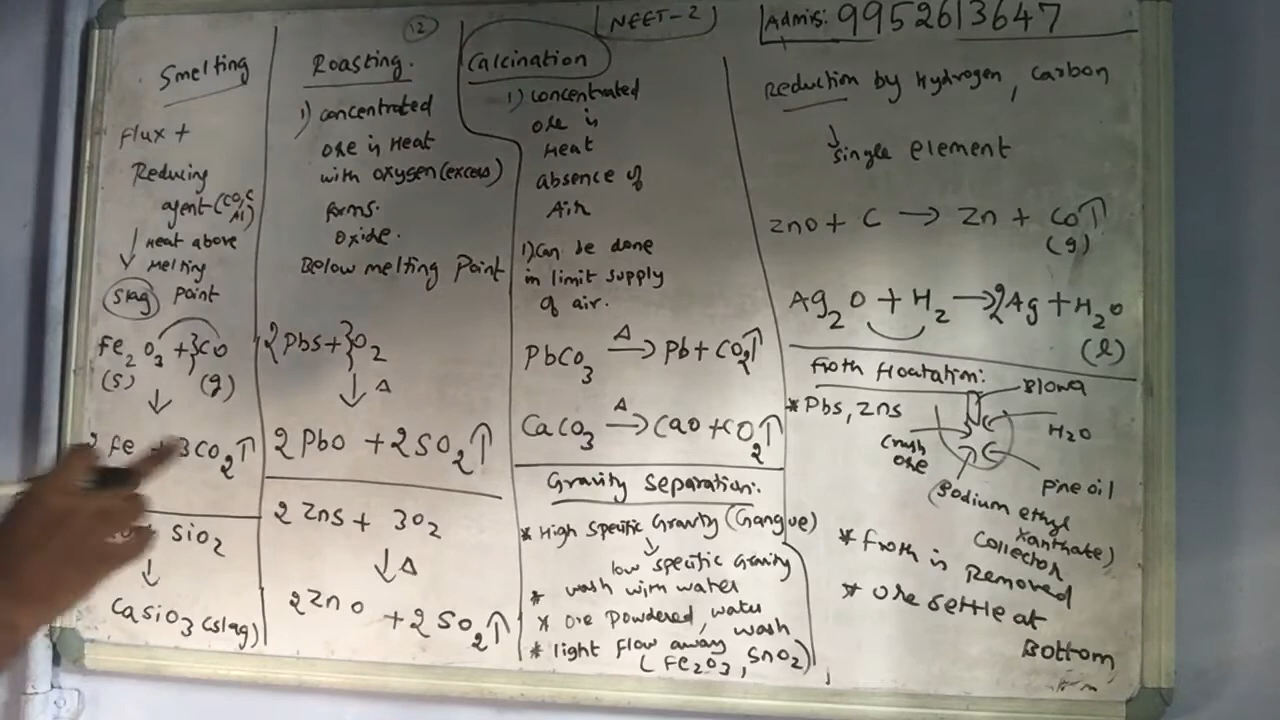 12
NEET-2
Admis: 9952613647
Smelting
Flux +
Reducing
agent (CO, C
Al)
Heat above
Melting
Point
Slag
Fe2O3 + 3CO
(s) (g)
↓
2 Fe + 3CO2↑
SiO2
↓
CaSiO3 (slag)
Roasting.
1) concentrated
ore is Heat
with oxygen (excess)
forms.
oxide.
Below melting Point
2Pbs + 3O2
↓ Δ
2 PbO + 2SO2↑
2 Zns + 3O2
↓ Δ
2 ZnO + 2SO2↑
Calcination
1) concentrated
ore is
Heat
absence of
Air
1) Can be done
in limit supply
of air.
PbCO3 Δ→ Pb + CO2↑
CaCO3 Δ→ CaO + CO2↑
Gravity Separation:
* High Specific Gravity (Gangue)
↓
low specific Gravity
* wash with water
* ore Powdered, water
wash
* light flow away
(Fe2O3, SnO2)
Reduction by Hydrogen, Carbon
↓
single element
ZnO + C → Zn + CO↑
(g)
Ag2O + H2 → 2Ag + H2O
(l)
Froth Floatation:
* Pbs, Zns
Crush
ore
H2O
Pine oil
(Sodium ethyl
Xanthate)
Collector
* froth is Removed
* ore settle at
Bottom